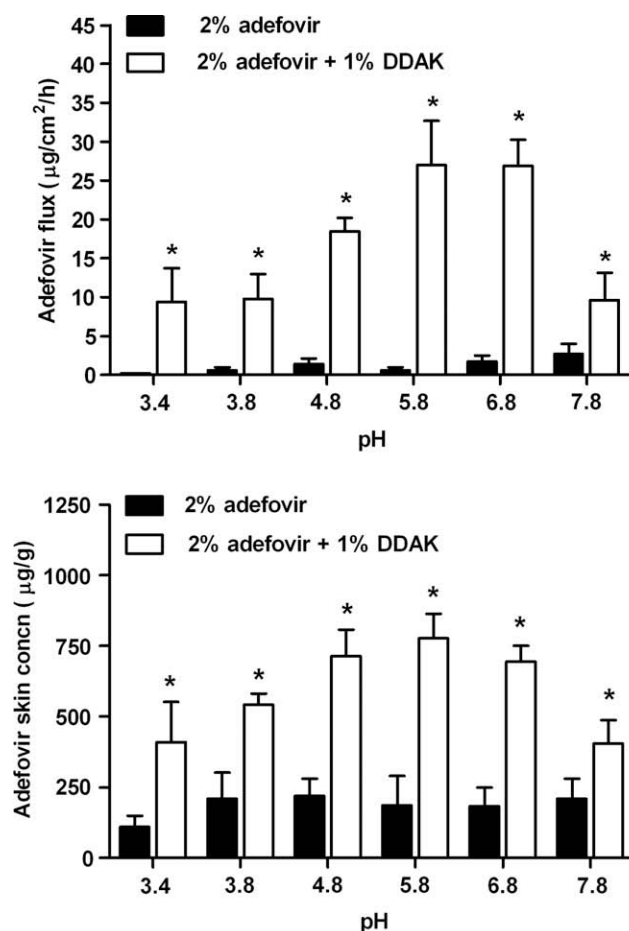 2% adefovir
2% adefovir + 1% DDAK
Adefovir flux (μg/cm²/h)
45
40
35
30
25
20
15
10
5
0
* * * * * *
3.4 3.8 4.8 5.8 6.8 7.8
pH
2% adefovir
2% adefovir + 1% DDAK
Adefovir skin concn (μg/g)
1250
1000
750
500
250
0
* * * * * *
3.4 3.8 4.8 5.8 6.8 7.8
pH